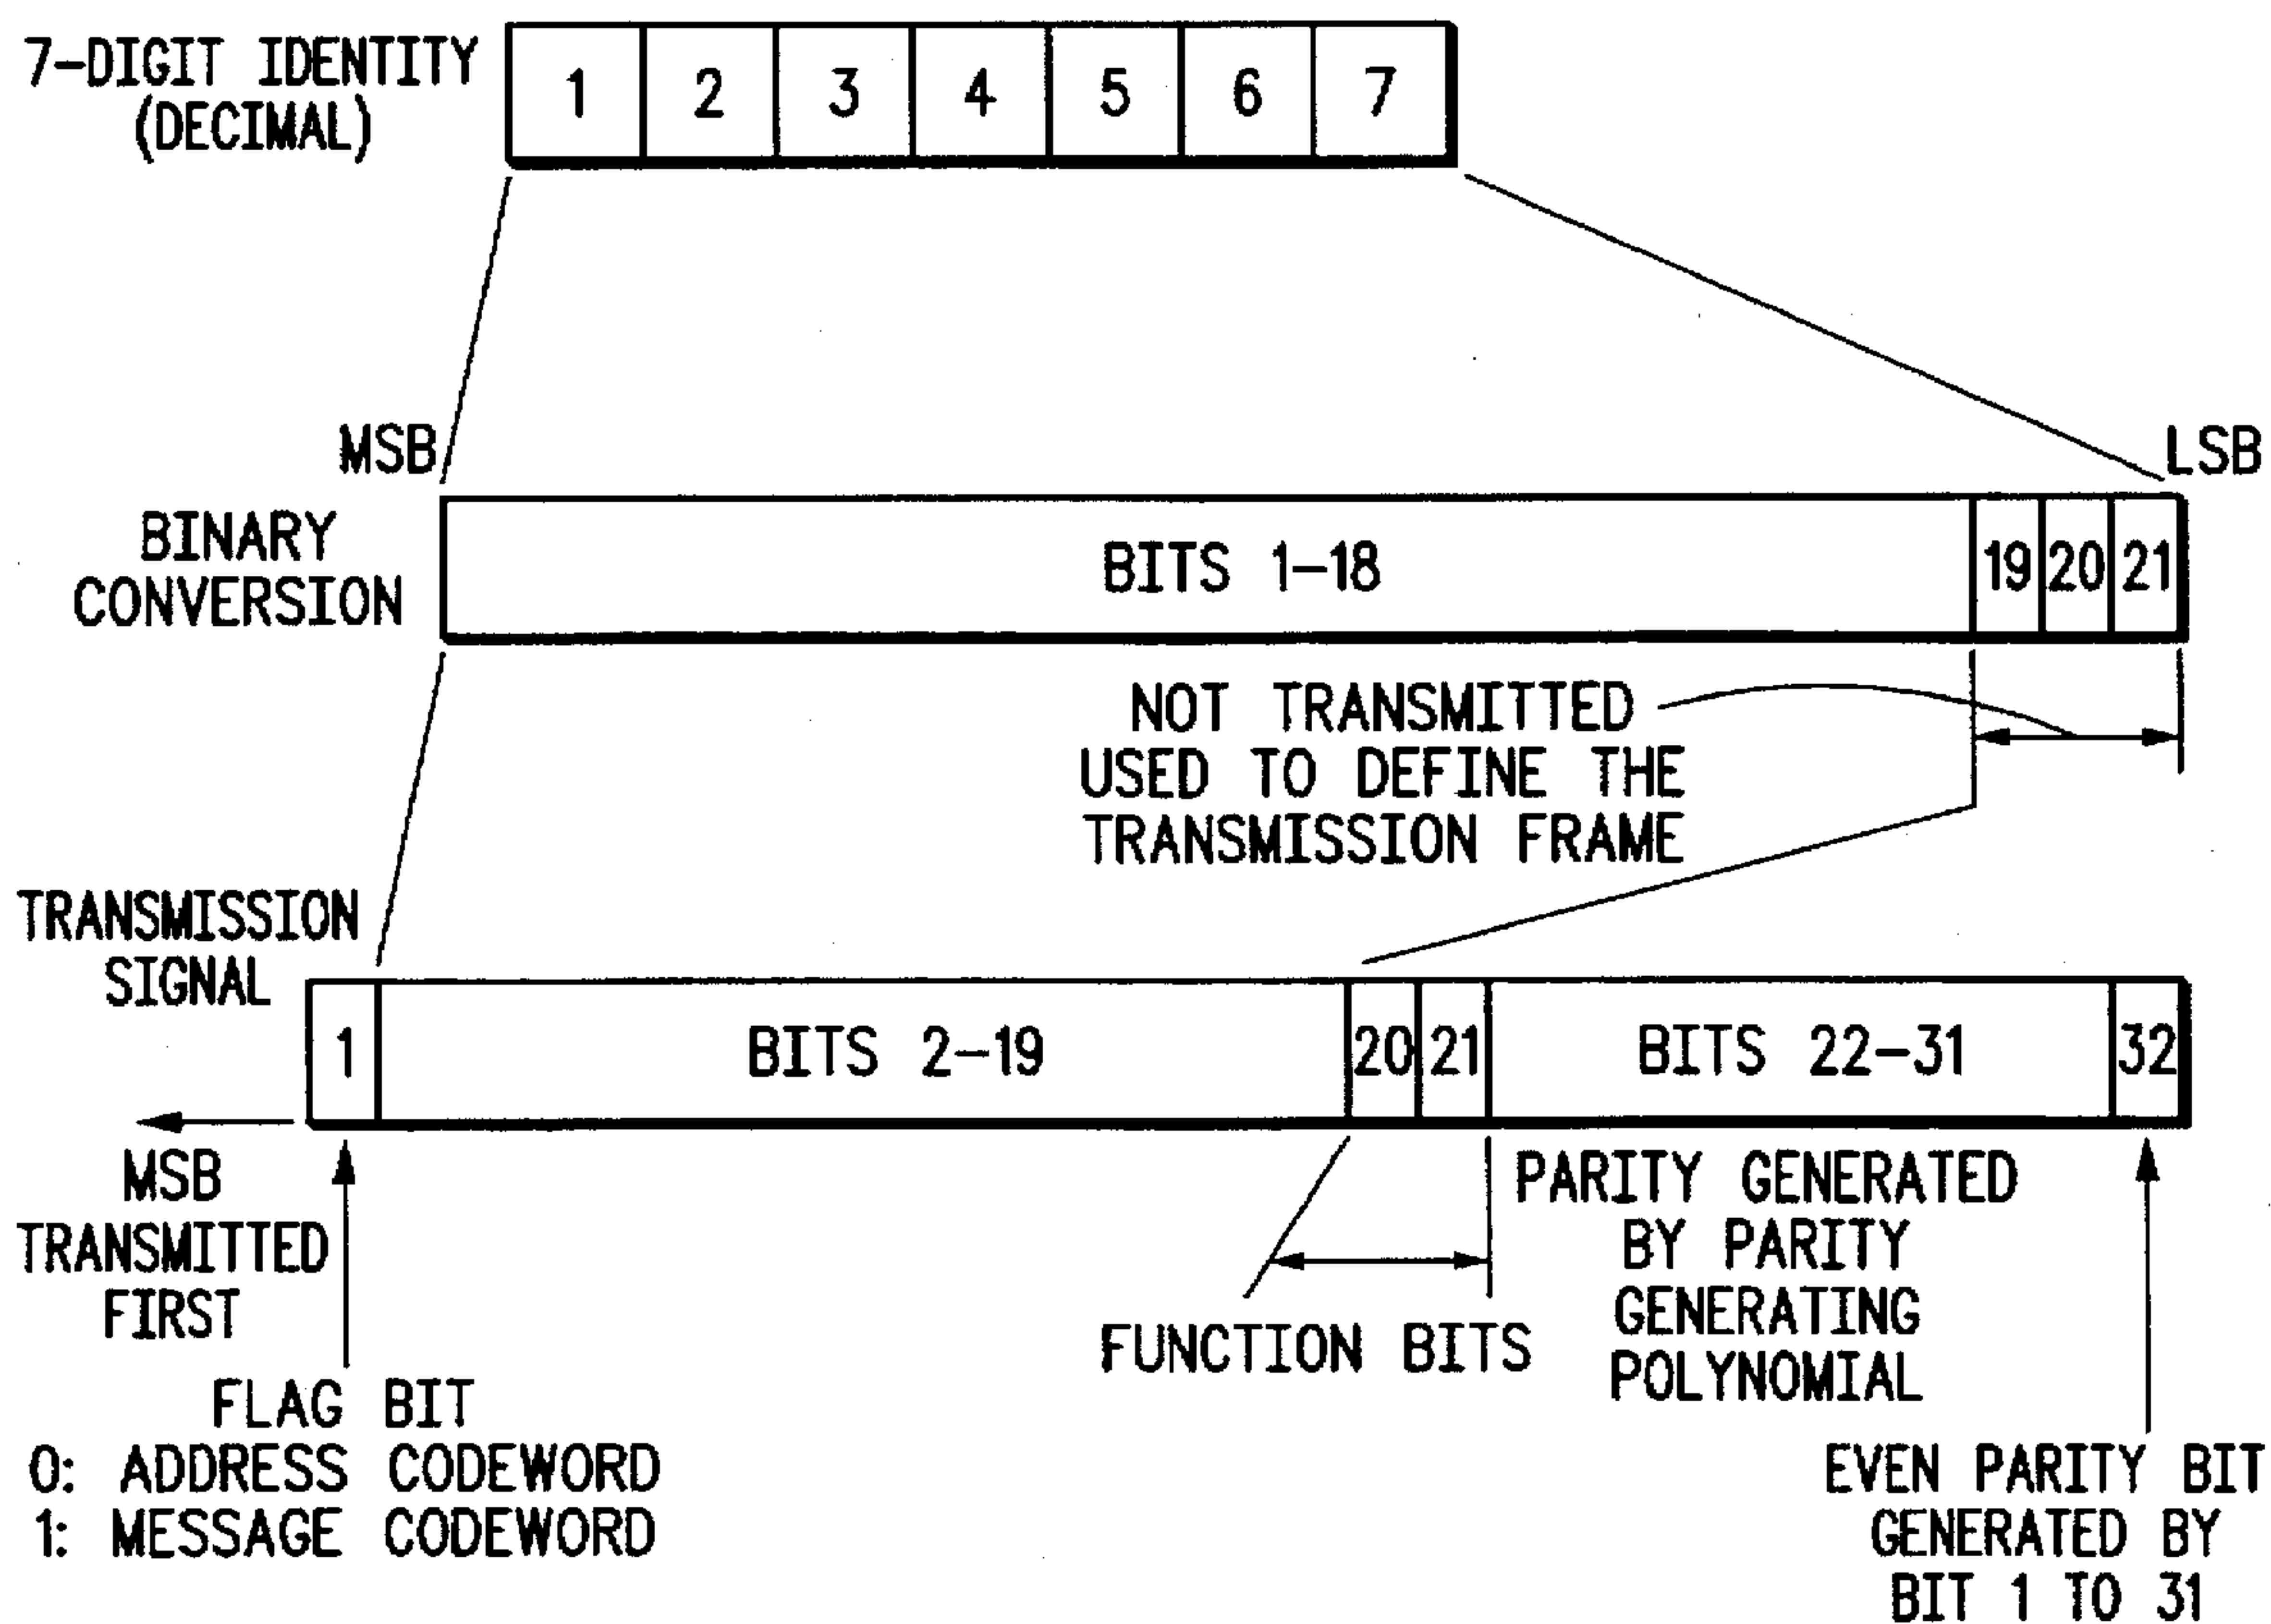 7-DIGIT IDENTITY
(DECIMAL)
1 2 3 4 5 6 7
MSB
LSB
BINARY
CONVERSION
BITS 1-18
19 20 21
NOT TRANSMITTED
USED TO DEFINE THE
TRANSMISSION FRAME
TRANSMISSION
SIGNAL
1
BITS 2-19
20 21
BITS 22-31
32
MSB
TRANSMITTED
FIRST
FLAG BIT
0: ADDRESS CODEWORD
1: MESSAGE CODEWORD
FUNCTION BITS
PARITY GENERATED
BY PARITY
GENERATING
POLYNOMIAL
EVEN PARITY BIT
GENERATED BY
BIT 1 TO 31